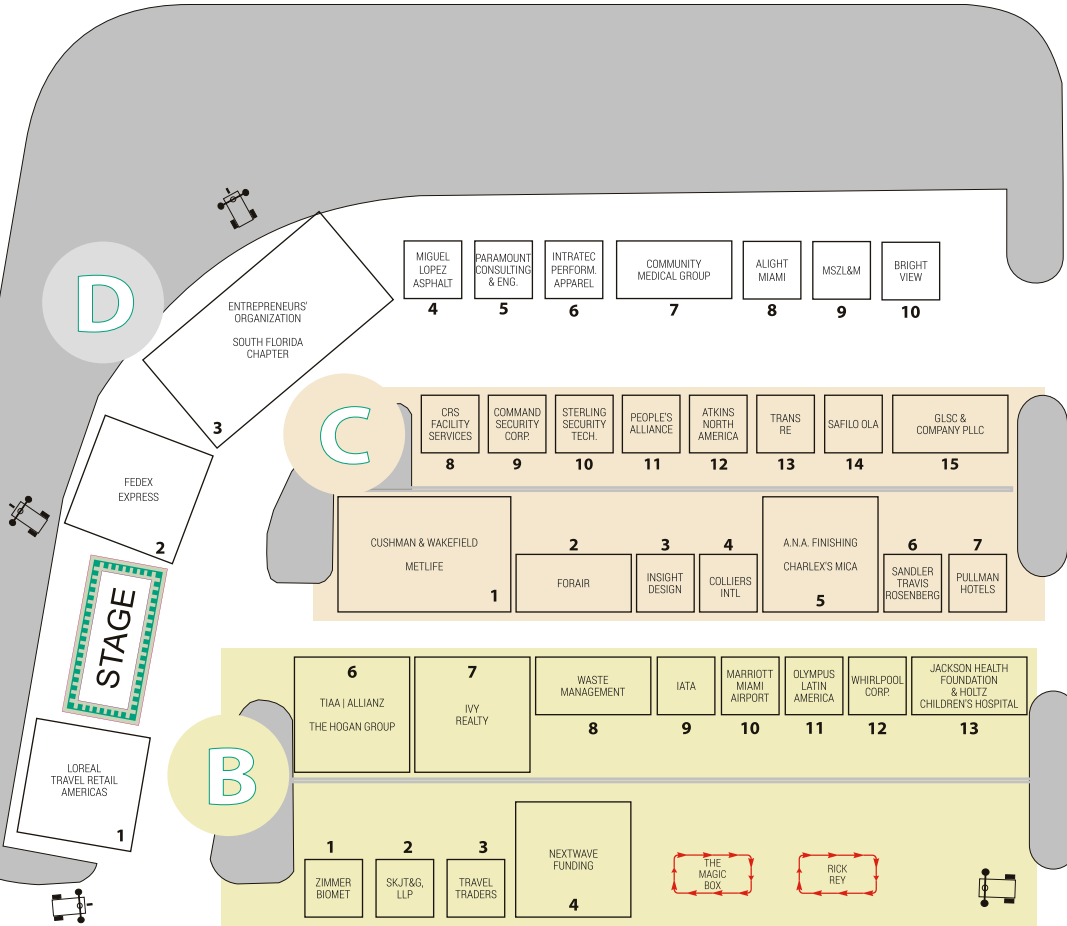 MIGUEL
LOPEZ
ASPHALT
4
PARAMOUNT
CONSULTING
& ENG.
5
INTRATEC
PERFORM.
APPAREL
6
COMMUNITY
MEDICAL GROUP
7
ALIGHT
MIAMI
8
MSZL&M
9
BRIGHT
VIEW
10
D
ENTREPRENEURS'
ORGANIZATION
SOUTH FLORIDA
CHAPTER
3
FEDEX
EXPRESS
2
STAGE
LOREAL
TRAVEL RETAIL
AMERICAS
1
C
CRS
FACILITY
SERVICES
8
COMMAND
SECURITY
CORP.
9
STERLING
SECURITY
TECH.
10
PEOPLE'S
ALLIANCE
11
ATKINS
NORTH
AMERICA
12
TRANS
RE
13
SAFILO OLA
14
GLSC &
COMPANY PLLC
15
CUSHMAN & WAKEFIELD
METLIFE
1
2
FORAIR
3
INSIGHT
DESIGN
4
COLLIERS
INTL
A.N.A. FINISHING
CHARLEX'S MICA
5
6
SANDLER
TRAVIS
ROSENBERG
7
PULLMAN
HOTELS
B
6
TIAA | ALLIANZ
THE HOGAN GROUP
7
IVY
REALTY
WASTE
MANAGEMENT
8
IATA
9
MARRIOTT
MIAMI
AIRPORT
10
OLYMPUS
LATIN
AMERICA
11
WHIRLPOOL
CORP.
12
JACKSON HEALTH
FOUNDATION
& HOLTZ
CHILDREN'S HOSPITAL
13
1
ZIMMER
BIOMET
2
SKJT&G,
LLP
3
TRAVEL
TRADERS
NEXTWAVE
FUNDING
4
THE
MAGIC
BOX
RICK
REY